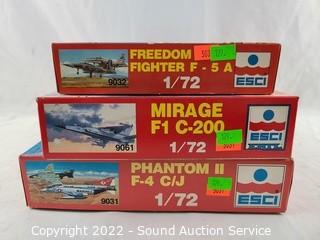 FREEDOM
FIGHTER F - 5 A
1/72
9032
ESCI
MIRAGE
F1 C-200
1/72
9061
ESCI
PHANTOM II
F-4 C/J
1/72
9031
ESCI
Copyright - 2022 - Sound Service Auction